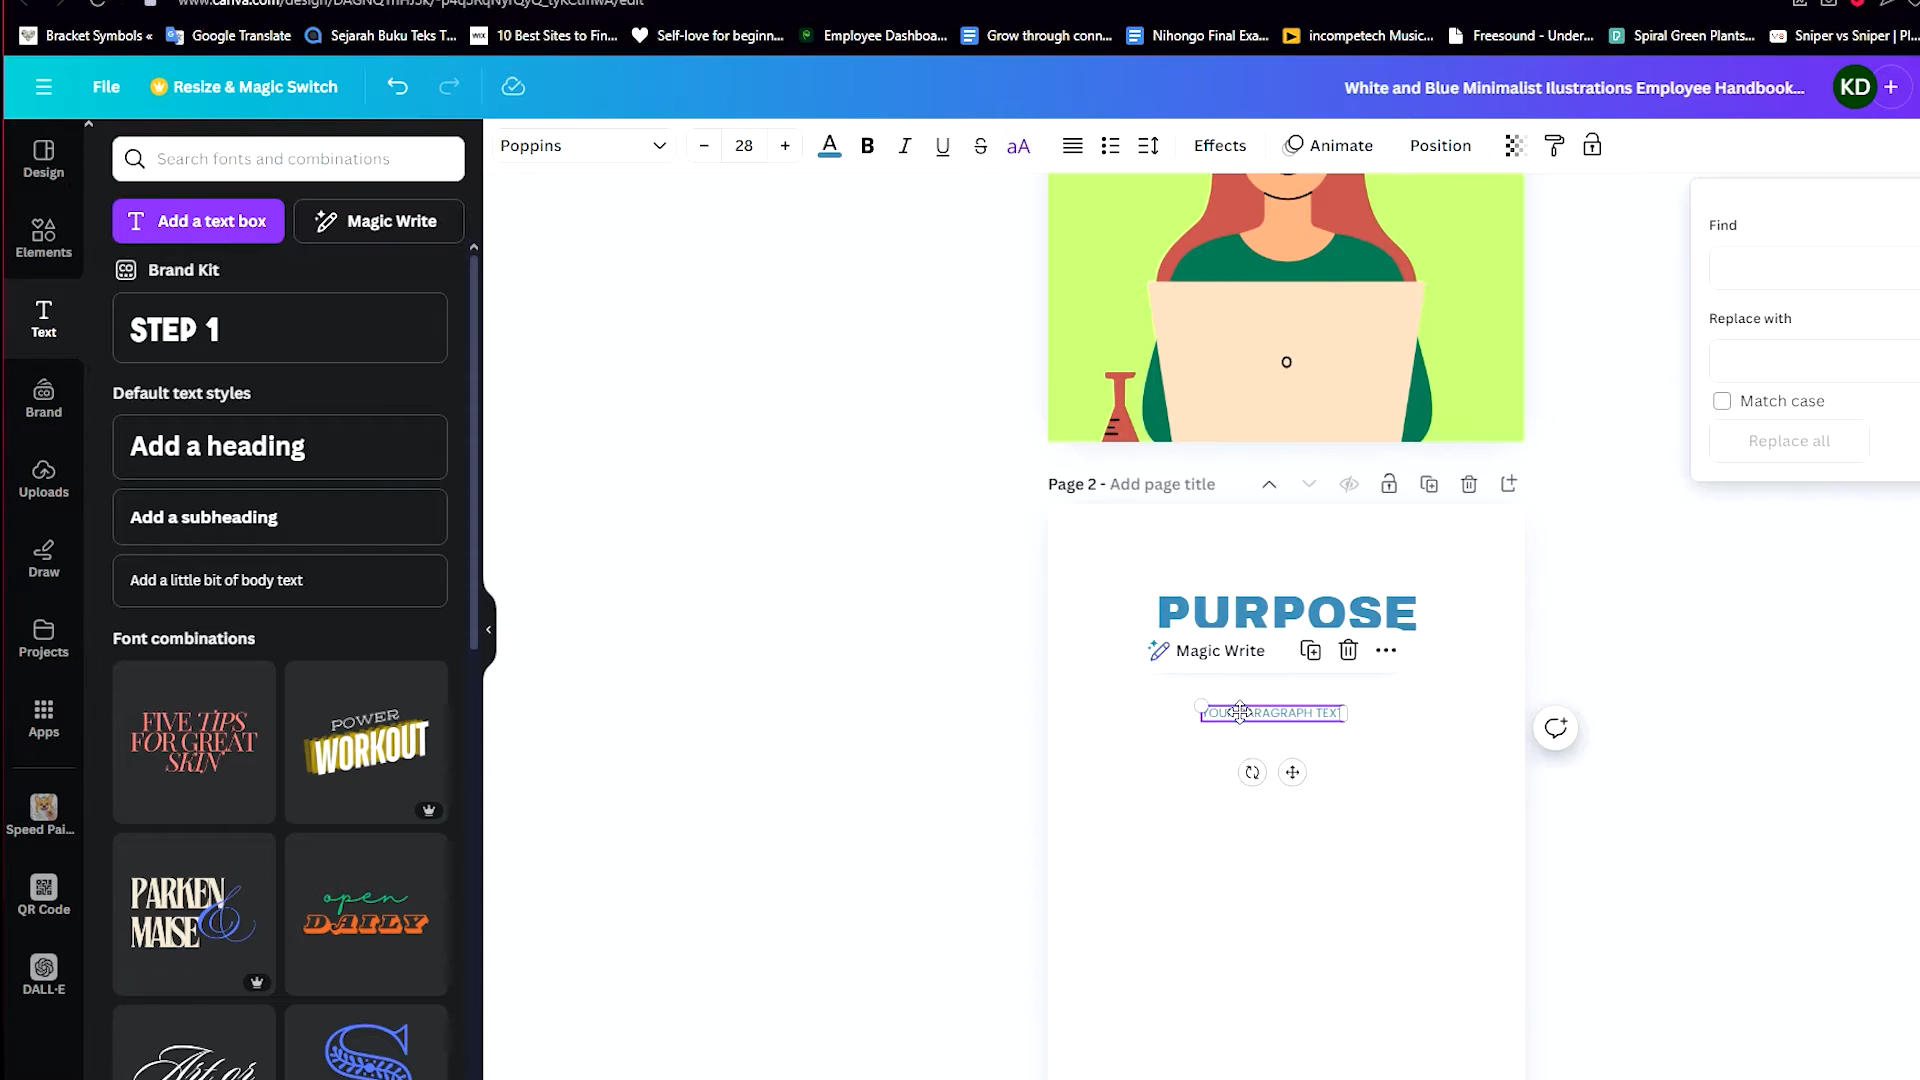 Bracket Symbols «
Google Translate
Sejarah Buku Teks T...
10 Best Sites to Fin...
Self-love for beginn...
Employee Dashboa...
Grow through conn...
Nihongo Final Exa...
incompetech Music...
Freesound - Under...
Spiral Green Plants...
Sniper vs Sniper | Pl...
File
Resize & Magic Switch
White and Blue Minimalist Ilustrations Employee Handbook...
KD
Design
Elements
Text
Brand
Uploads
Draw
Projects
Apps
Speed Pai...
QR Code
DALL·E
Search fonts and combinations
Add a text box
Magic Write
Brand Kit
STEP 1
Default text styles
Add a heading
Add a subheading
Add a little bit of body text
Font combinations
FIVE TIPS
FOR GREAT
SKIN
POWER
WORKOUT
PARKEN
&
MAISE
open
DAILY
Art or
S
Poppins
28
A
B
I
U
S
aA
Effects
Animate
Position
Find
Replace with
Match case
Replace all
Page 2 - Add page title
PURPOSE
Magic Write